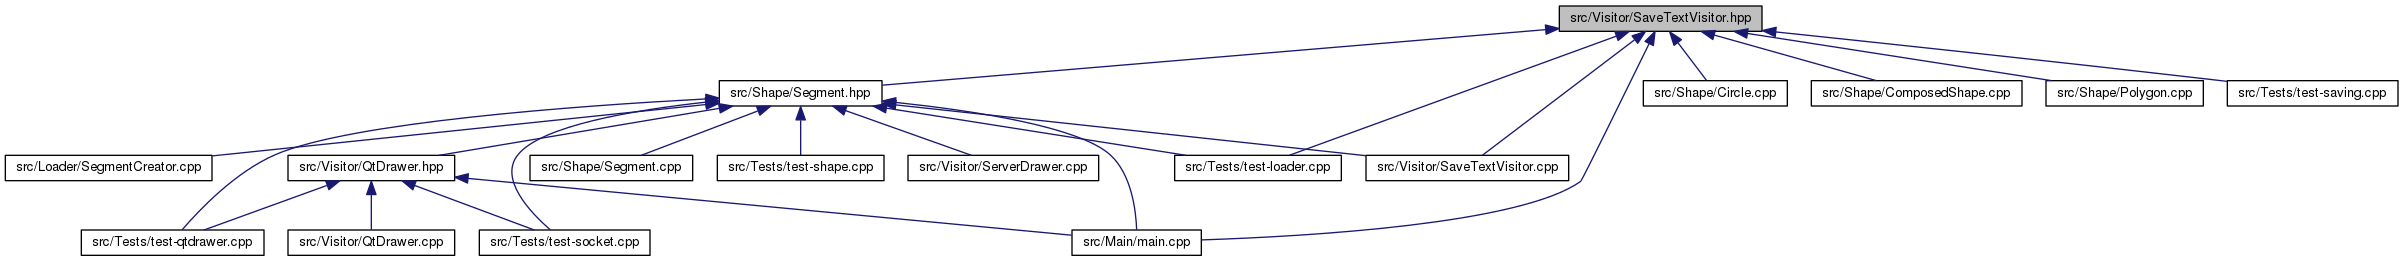 src/Visitor/SaveTextVisitor.hpp
src/Shape/Segment.hpp
src/Shape/Circle.cpp
src/Shape/ComposedShape.cpp
src/Shape/Polygon.cpp
src/Tests/test-saving.cpp
src/Loader/SegmentCreator.cpp
src/Visitor/QtDrawer.hpp
src/Shape/Segment.cpp
src/Tests/test-shape.cpp
src/Visitor/ServerDrawer.cpp
src/Tests/test-loader.cpp
src/Visitor/SaveTextVisitor.cpp
src/Tests/test-qtdrawer.cpp
src/Visitor/QtDrawer.cpp
src/Tests/test-socket.cpp
src/Main/main.cpp